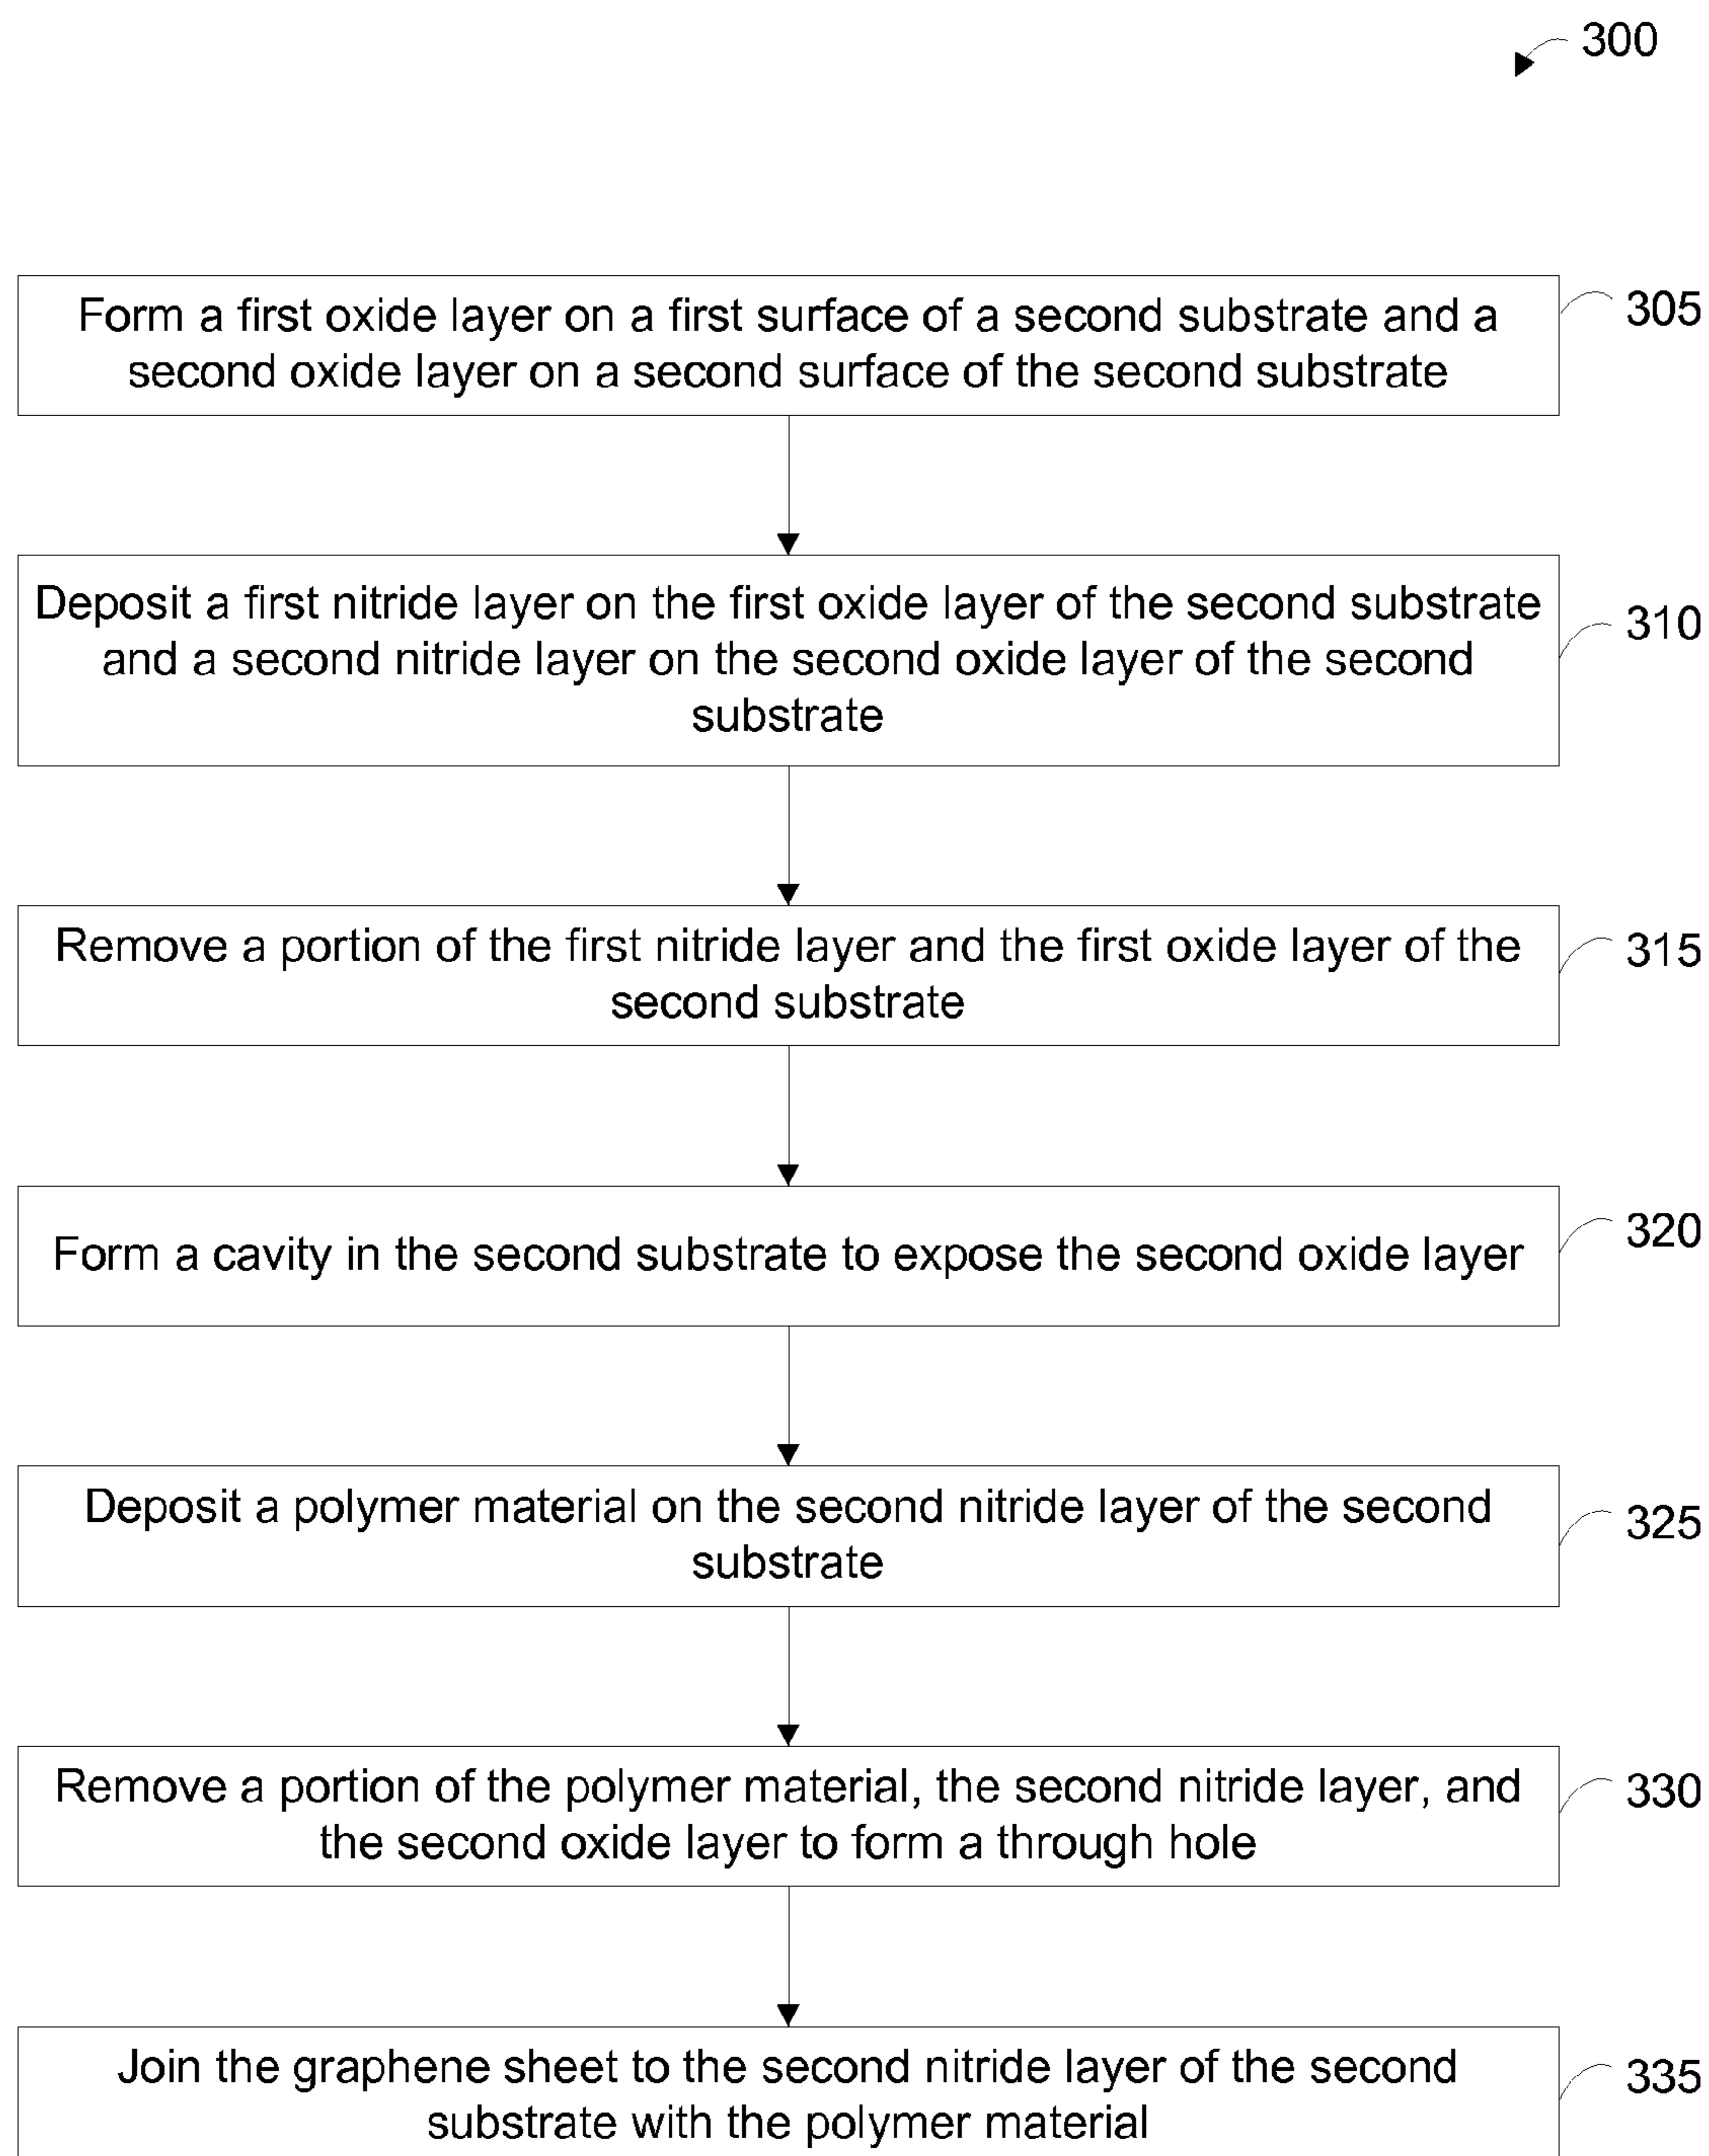 300
Form a first oxide layer on a first surface of a second substrate and a
second oxide layer on a second surface of the second substrate
305
Deposit a first nitride layer on the first oxide layer of the second substrate
and a second nitride layer on the second oxide layer of the second
substrate
310
Remove a portion of the first nitride layer and the first oxide layer of the
second substrate
315
Form a cavity in the second substrate to expose the second oxide layer
320
Deposit a polymer material on the second nitride layer of the second
substrate
325
Remove a portion of the polymer material, the second nitride layer, and
the second oxide layer to form a through hole
330
Join the graphene sheet to the second nitride layer of the second
substrate with the polymer material
335